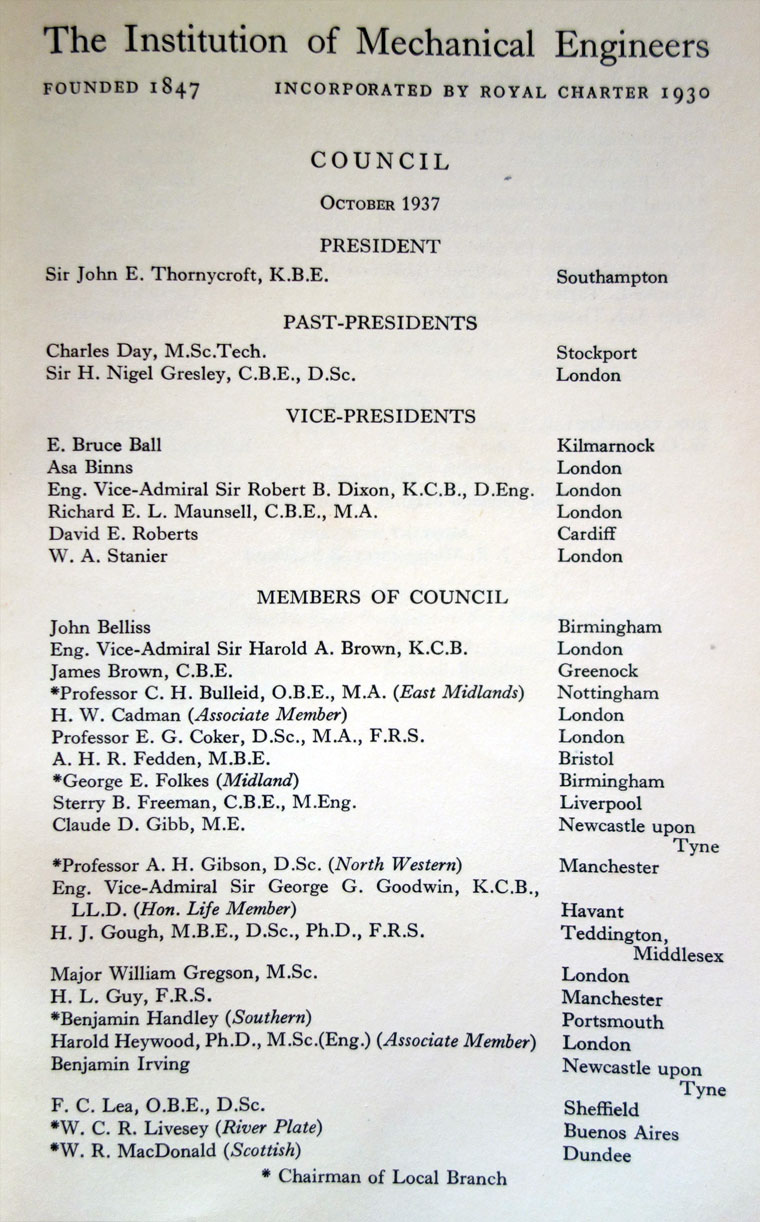 The Institution of Mechanical Engineers
FOUNDED 1847 INCORPORATED BY ROYAL CHARTER 1930
COUNCIL
OCTOBER 1937
PRESIDENT
Sir John E. Thornycroft, K.B.E. Southampton
PAST-PRESIDENTS
Charles Day, M.Sc.Tech. Stockport
Sir H. Nigel Gresley, C.B.E., D.Sc. London
VICE-PRESIDENTS
E. Bruce Ball Kilmarnock
Asa Binns London
Eng. Vice-Admiral Sir Robert B. Dixon, K.C.B., D.Eng. London
Richard E. L. Maunsell, C.B.E., M.A. London
David E. Roberts Cardiff
W. A. Stanier London
MEMBERS OF COUNCIL
John Belliss Birmingham
Eng. Vice-Admiral Sir Harold A. Brown, K.C.B. London
James Brown, C.B.E. Greenock
*Professor C. H. Bulleid, O.B.E., M.A. (East Midlands) Nottingham
H. W. Cadman (Associate Member) London
Professor E. G. Coker, D.Sc., M.A., F.R.S. London
A. H. R. Fedden, M.B.E. Bristol
*George E. Folkes (Midland) Birmingham
Sterry B. Freeman, C.B.E., M.Eng. Liverpool
Claude D. Gibb, M.E. Newcastle upon
Tyne
*Professor A. H. Gibson, D.Sc. (North Western) Manchester
Eng. Vice-Admiral Sir George G. Goodwin, K.C.B.,
LL.D. (Hon. Life Member) Havant
H. J. Gough, M.B.E., D.Sc., Ph.D., F.R.S. Teddington,
Middlesex
Major William Gregson, M.Sc. London
H. L. Guy, F.R.S. Manchester
*Benjamin Handley (Southern) Portsmouth
Harold Heywood, Ph.D., M.Sc.(Eng.) (Associate Member) London
Benjamin Irving Newcastle upon
Tyne
F. C. Lea, O.B.E., D.Sc. Sheffield
*W. C. R. Livesey (River Plate) Buenos Aires
*W. R. MacDonald (Scottish) Dundee
* Chairman of Local Branch